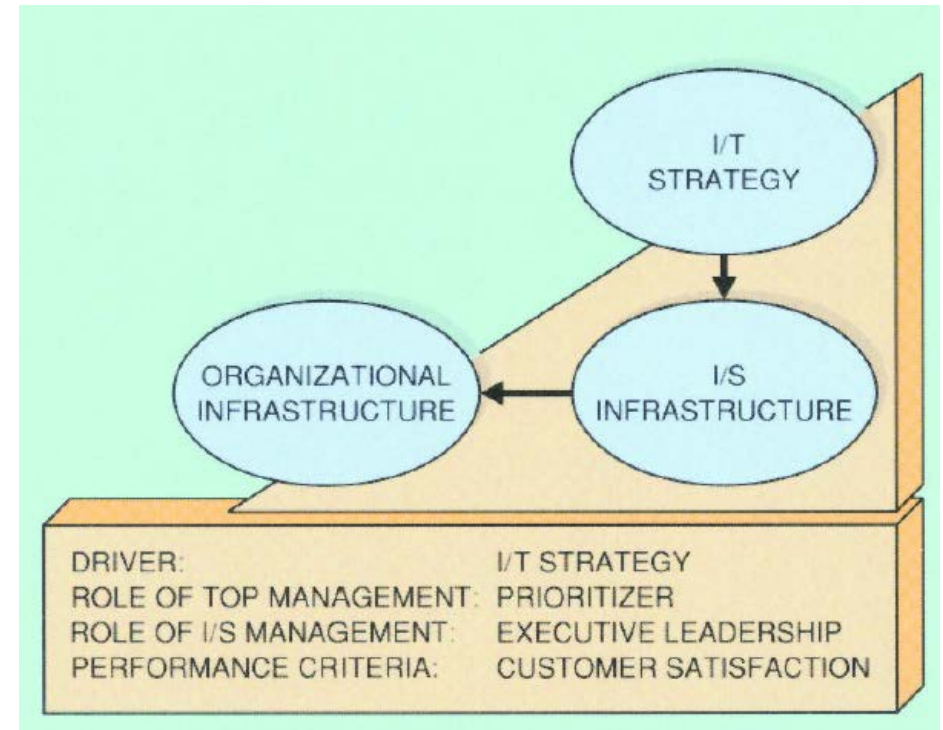 I/T
STRATEGY
ORGANIZATIONAL
INFRASTRUCTURE
I/S
INFRASTRUCTURE
DRIVER: I/T STRATEGY
ROLE OF TOP MANAGEMENT: PRIORITIZER
ROLE OF I/S MANAGEMENT: EXECUTIVE LEADERSHIP
PERFORMANCE CRITERIA: CUSTOMER SATISFACTION